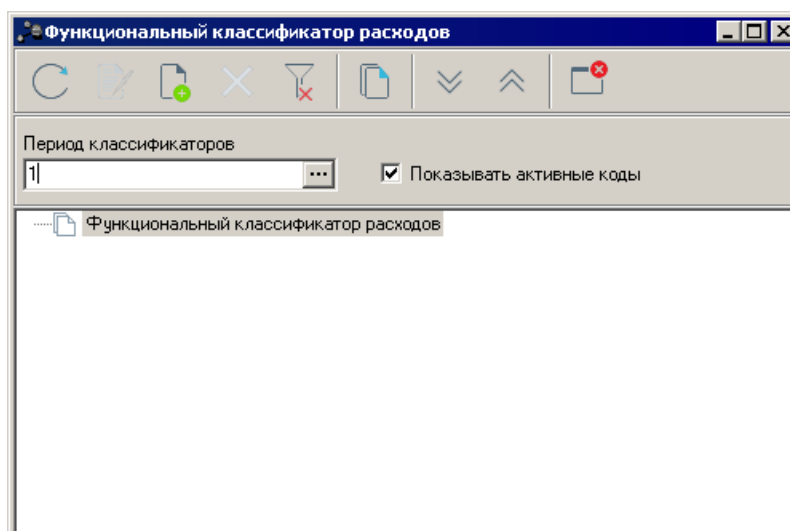 Функциональный классификатор расходов
Период классификаторов
1
...
Показывать активные коды
Функциональный классификатор расходов